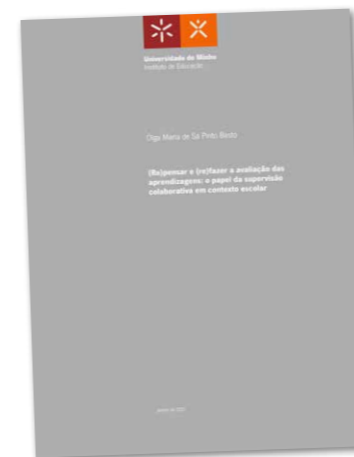 Universidade do Minho
Instituto de Educação
Olga Maria de Sá Pinto Basto
(Re)pensar e (re)fazer a avaliação das
aprendizagens: o papel da supervisão
colaborativa em contexto escolar